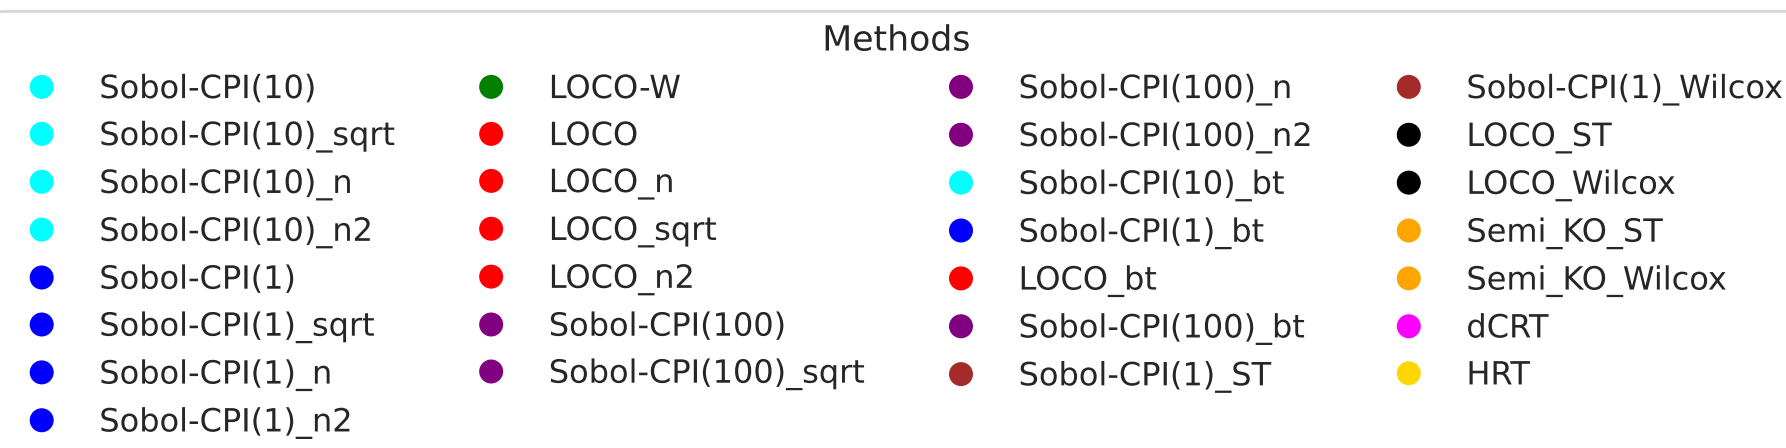 Methods
Sobol-CPI(10)
Sobol-CPI(10)_sqrt
Sobol-CPI(10)_n
Sobol-CPI(10)_n2
Sobol-CPI(1)
Sobol-CPI(1)_sqrt
Sobol-CPI(1)_n
Sobol-CPI(1)_n2
LOCO-W
LOCO
LOCO_n
LOCO_sqrt
LOCO_n2
Sobol-CPI(100)
Sobol-CPI(100)_sqrt
Sobol-CPI(100)_n
Sobol-CPI(100)_n2
Sobol-CPI(10)_bt
Sobol-CPI(1)_bt
LOCO_bt
Sobol-CPI(100)_bt
Sobol-CPI(1)_ST
Sobol-CPI(1)_Wilcox
LOCO_ST
LOCO_Wilcox
Semi_KO_ST
Semi_KO_Wilcox
dCRT
HRT